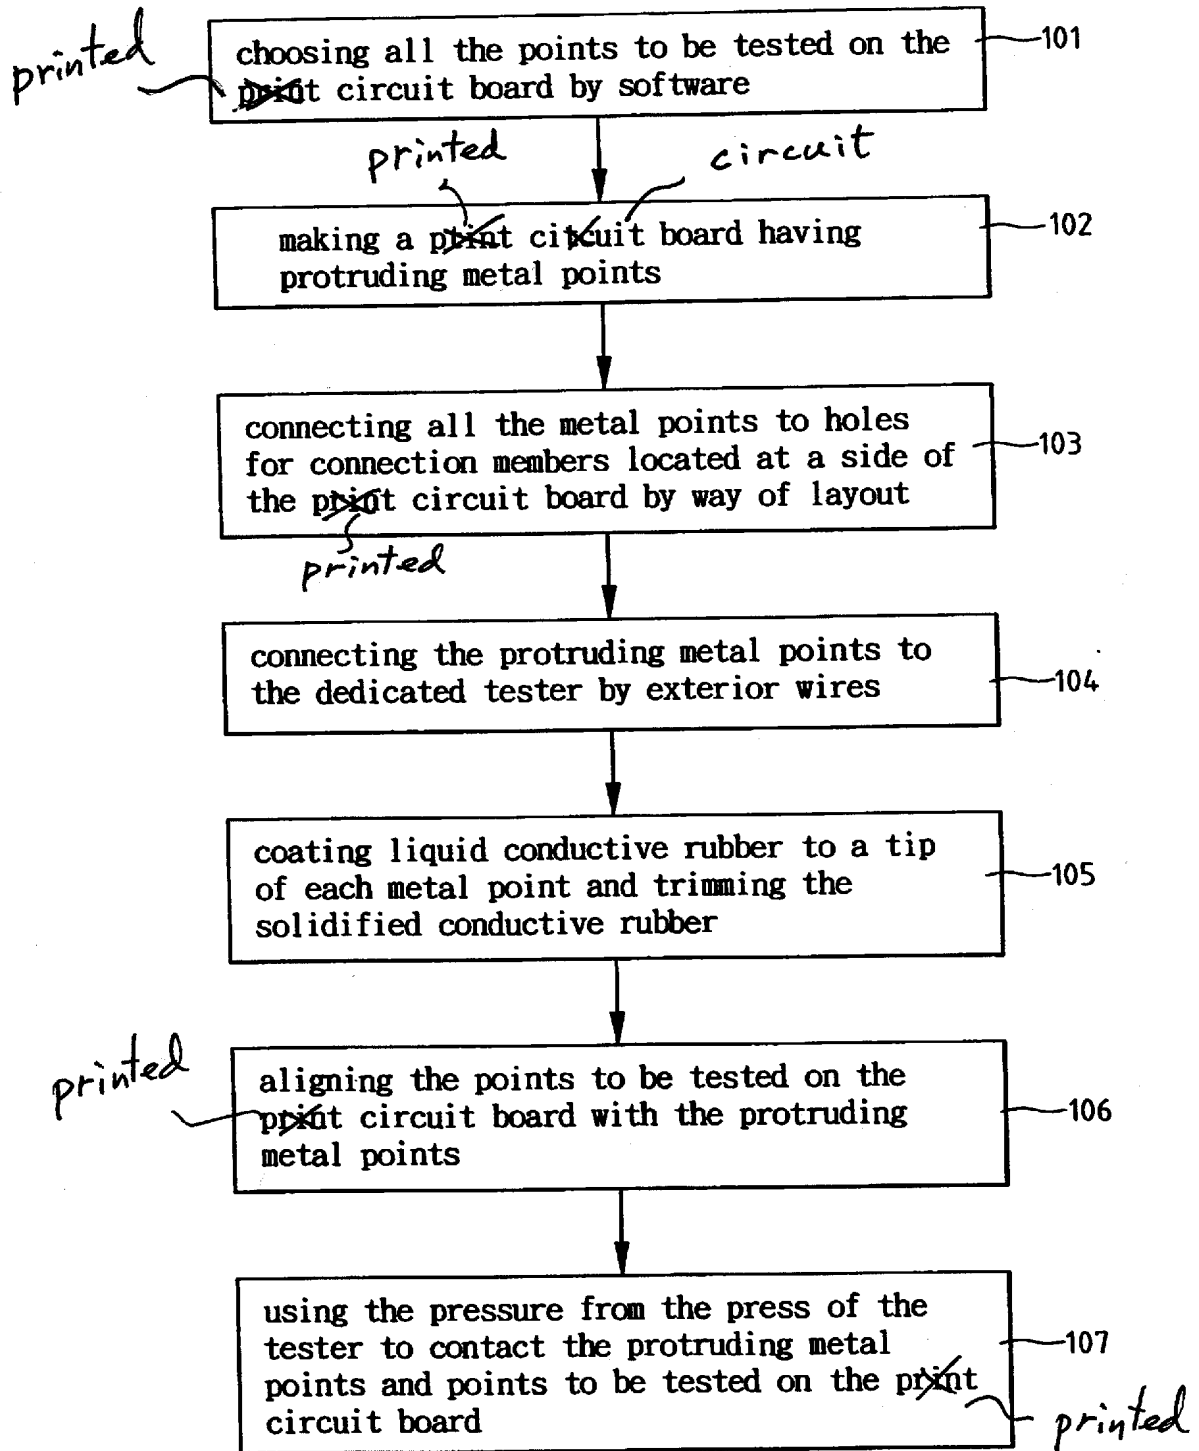 printed
choosing all the points to be tested on the
print circuit board by software
101
printed
circuit
making a print citcuit board having
protruding metal points
102
connecting all the metal points to holes
for connection members located at a side of
the print circuit board by way of layout
103
printed
connecting the protruding metal points to
the dedicated tester by exterior wires
104
coating liquid conductive rubber to a tip
of each metal point and trimming the
solidified conductive rubber
105
printed
aligning the points to be tested on the
print circuit board with the protruding
metal points
106
using the pressure from the press of the
tester to contact the protruding metal
points and points to be tested on the print
circuit board
107
printed